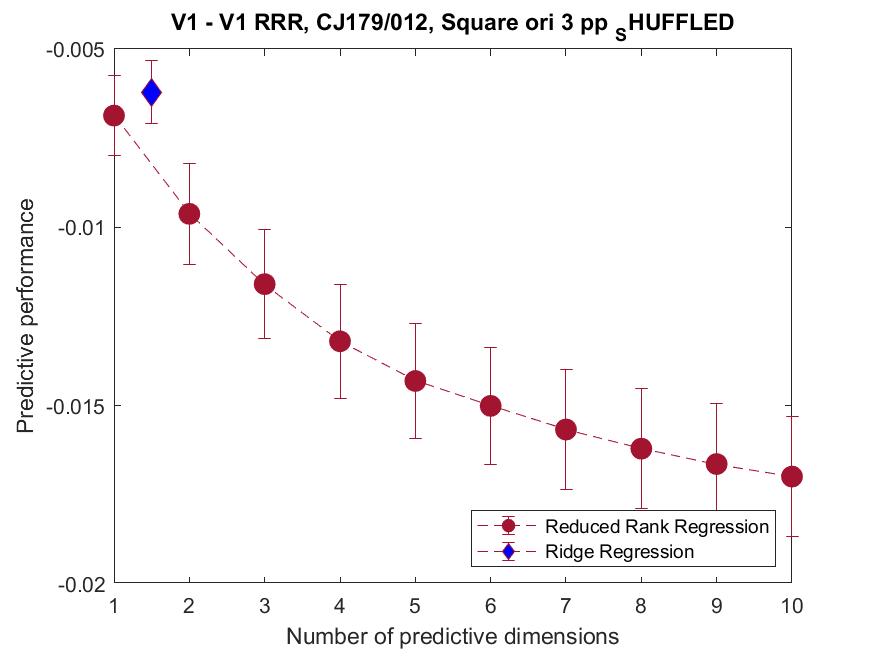 V1 - V1 RRR, CJ179/012, Square ori 3 pp SHUFFLED
-0.005
-0.01
-0.015
-0.02
Predictive performance
Reduced Rank Regression
Ridge Regression
1 2 3 4 5 6 7 8 9 10
Number of predictive dimensions